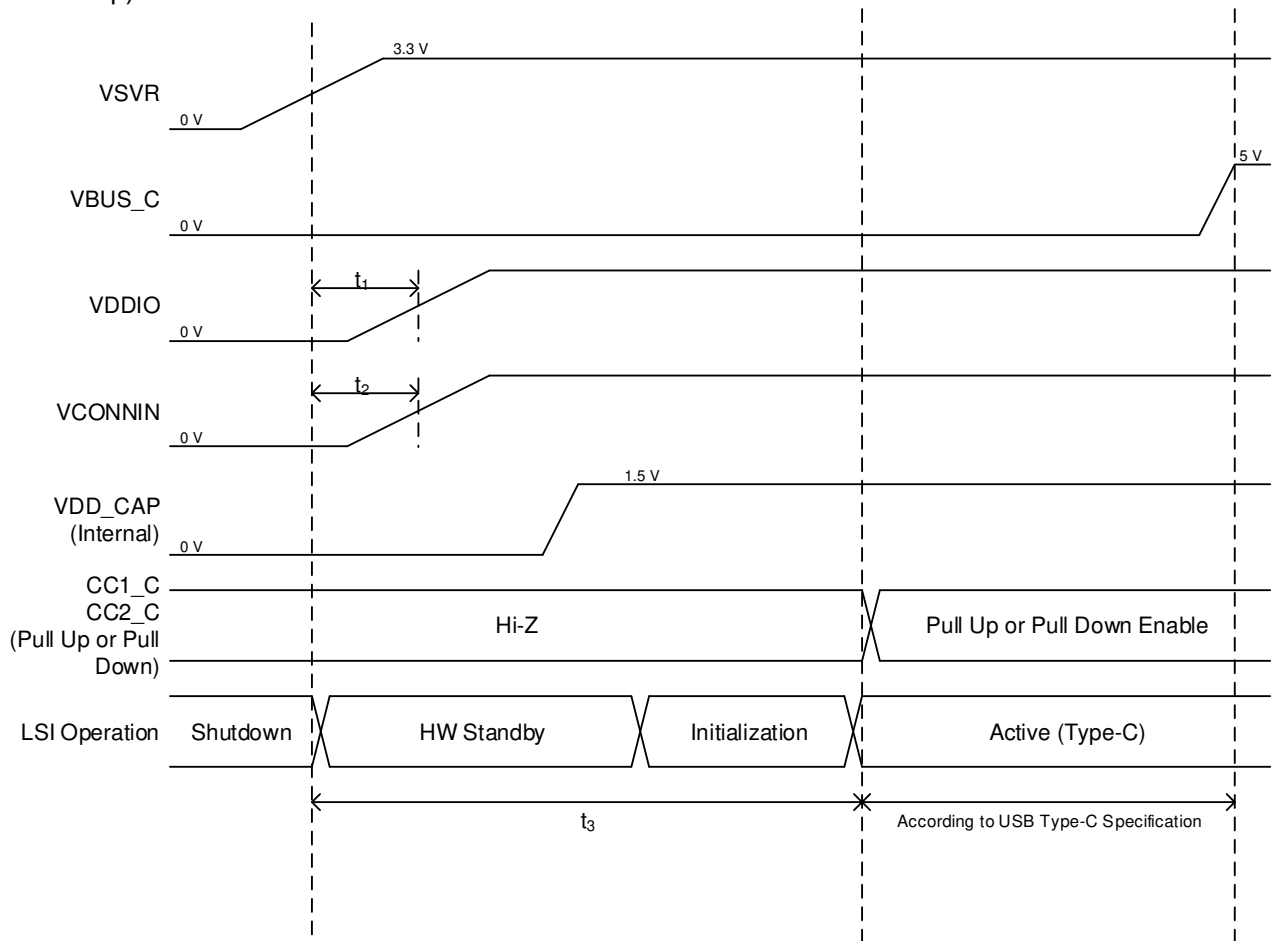 p)
3.3 V
VSVR
0 V
5 V
VBUS_C
0 V
t1
VDDIO
0 V
t2
VCONNIN
0 V
1.5 V
VDD_CAP
(Internal)
0 V
CC1_C
CC2_C
(Pull Up or Pull
Down)
Hi-Z
Pull Up or Pull Down Enable
LSI Operation
Shutdown
HW Standby
Initialization
Active (Type-C)
t3
According to USB Type-C Specification